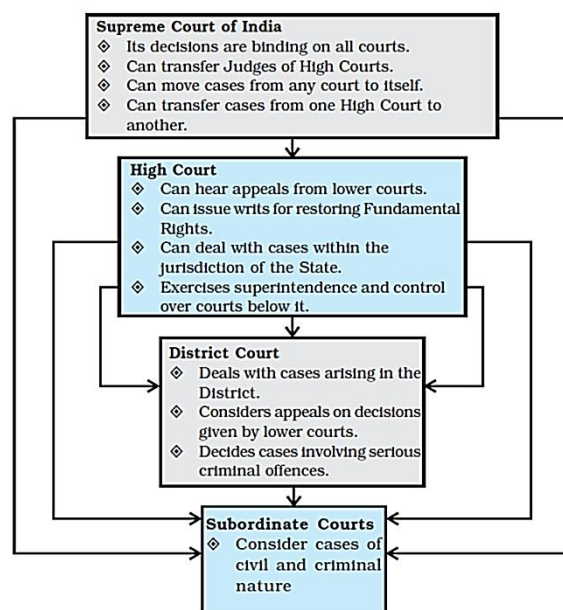 Supreme Court of India
❖ Its decisions are binding on all courts.
❖ Can transfer Judges of High Courts.
❖ Can move cases from any court to itself.
❖ Can transfer cases from one High Court to
another.
High Court
❖ Can hear appeals from lower courts.
❖ Can issue writs for restoring Fundamental
Rights.
❖ Can deal with cases within the
jurisdiction of the State.
❖ Exercises superintendence and control
over courts below it.
District Court
❖ Deals with cases arising in the
District.
❖ Considers appeals on decisions
given by lower courts.
❖ Decides cases involving serious
criminal offences.
Subordinate Courts
❖ Consider cases of
civil and criminal
nature